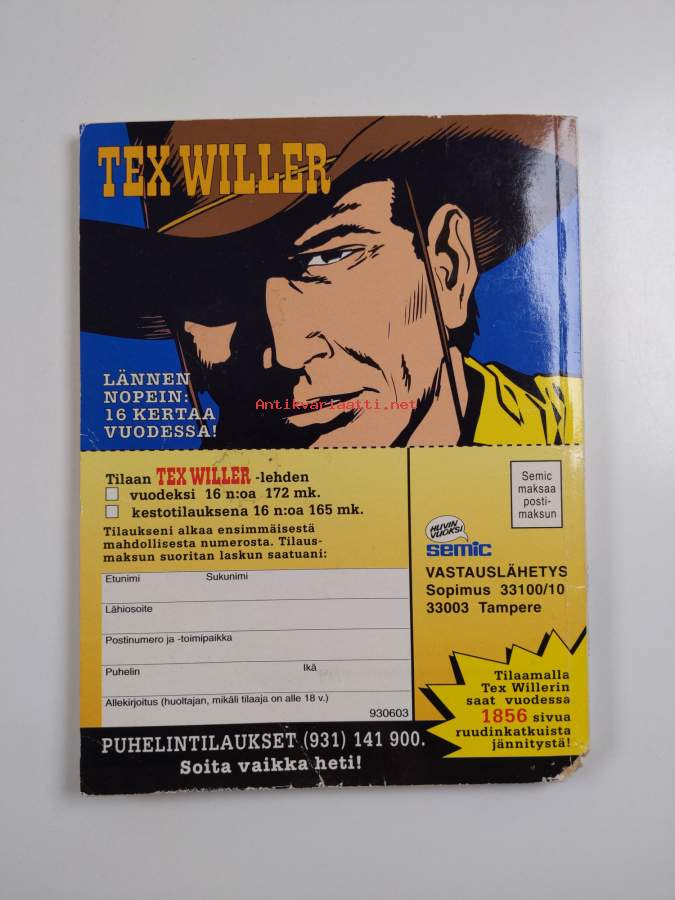 TEX WILLER
LÄNNEN
NOPEIN:
16 KERTAA
VUODESSA!
Antikvariaatti.net
Tilaan TEX WILLER -lehden
vuodeksi 16 n:oa 172 mk.
kestotilauksena 16 n:oa 165 mk.
Tilaukseni alkaa ensimmäisestä
mahdollisesta numerosta. Tilaus-
maksun suoritan laskun saatuani:
Etunimi Sukunimi
Lähiosoite
Postinumero ja -toimipaikka
Puhelin Ikä
Allekirjoitus (huoltajan, mikäli tilaaja on alle 18 v.)
930603
Semic
maksaa
posti-
maksun
HUVIN
VUOKSI
semic
VASTAUSLÄHETYS
Sopimus 33100/10
33003 Tampere
Tilaamalla
Tex Willerin
saat vuodessa
1856 sivua
ruudinkatkuista
jännitystä!
PUHELINTILAUKSET (931) 141 900.
Soita vaikka heti!